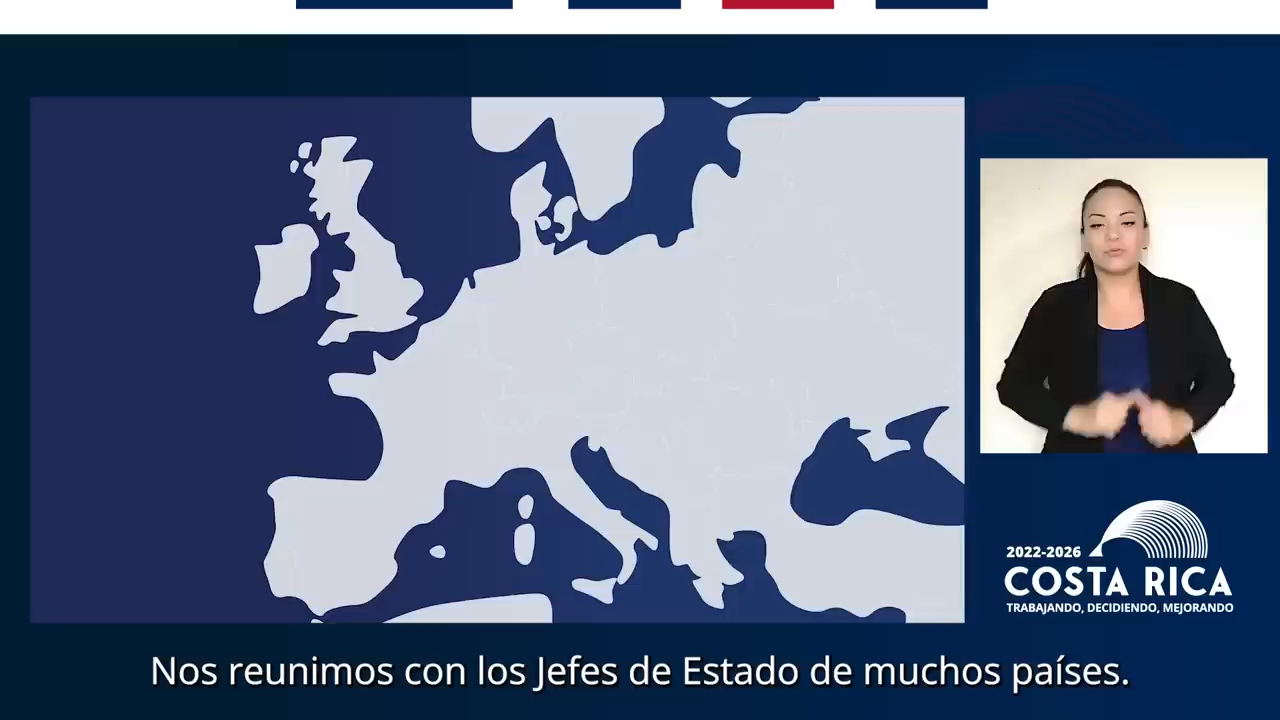 2022-2026
COSTA RICA
TRABAJANDO, DECIDIENDO, MEJORANDO
Nos reunimos con los Jefes de Estado de muchos países.